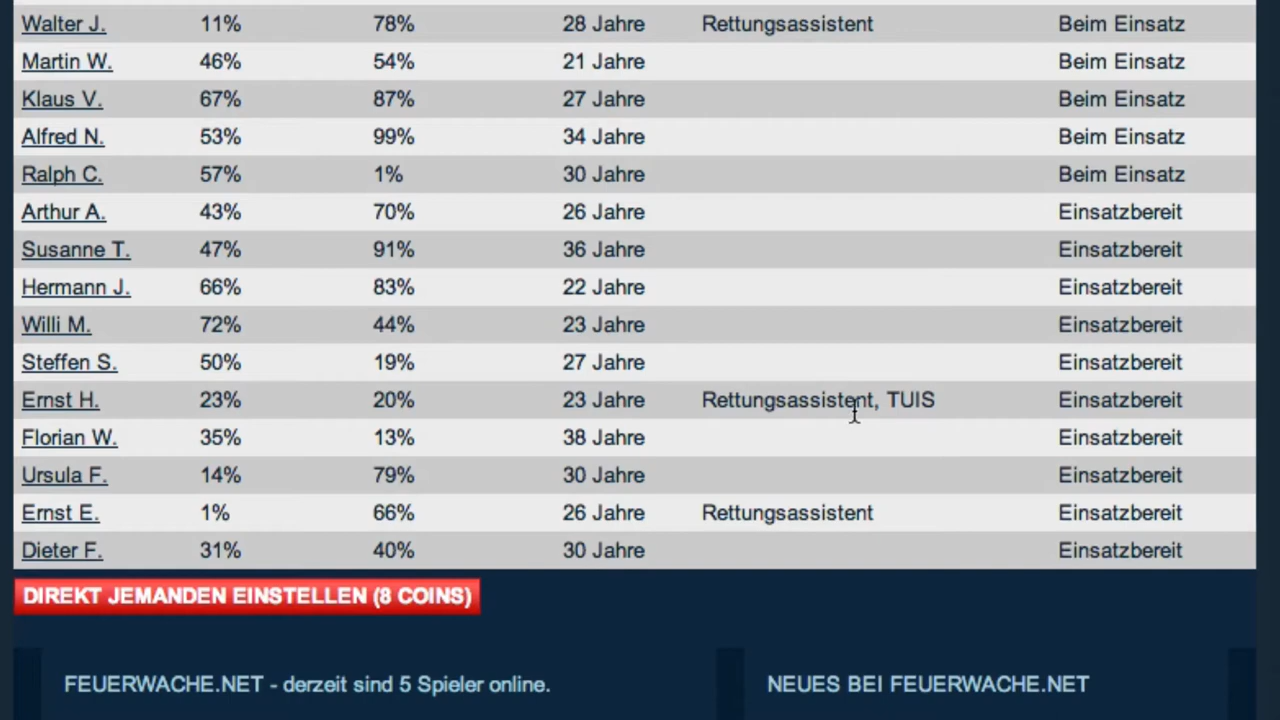 Walter J. 11% 78% 28 Jahre Rettungsassistent Beim Einsatz
Martin W. 46% 54% 21 Jahre Beim Einsatz
Klaus V. 67% 87% 27 Jahre Beim Einsatz
Alfred N. 53% 99% 34 Jahre Beim Einsatz
Ralph C. 57% 1% 30 Jahre Beim Einsatz
Arthur A. 43% 70% 26 Jahre Einsatzbereit
Susanne T. 47% 91% 36 Jahre Einsatzbereit
Hermann J. 66% 83% 22 Jahre Einsatzbereit
Willi M. 72% 44% 23 Jahre Einsatzbereit
Steffen S. 50% 19% 27 Jahre Einsatzbereit
Ernst H. 23% 20% 23 Jahre Rettungsassistent, TUIS Einsatzbereit
Florian W. 35% 13% 38 Jahre Einsatzbereit
Ursula F. 14% 79% 30 Jahre Einsatzbereit
Ernst E. 1% 66% 26 Jahre Rettungsassistent Einsatzbereit
Dieter F. 31% 40% 30 Jahre Einsatzbereit
DIREKT JEMANDEN EINSTELLEN (8 COINS)
FEUERWACHE.NET - derzeit sind 5 Spieler online.
NEUES BEI FEUERWACHE.NET